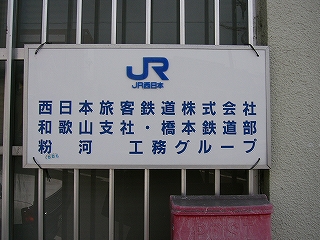 JR
JR西日本
西日本旅客鉄道株式会社
和歌山支社・橋本鉄道部
粉河 工務グループ